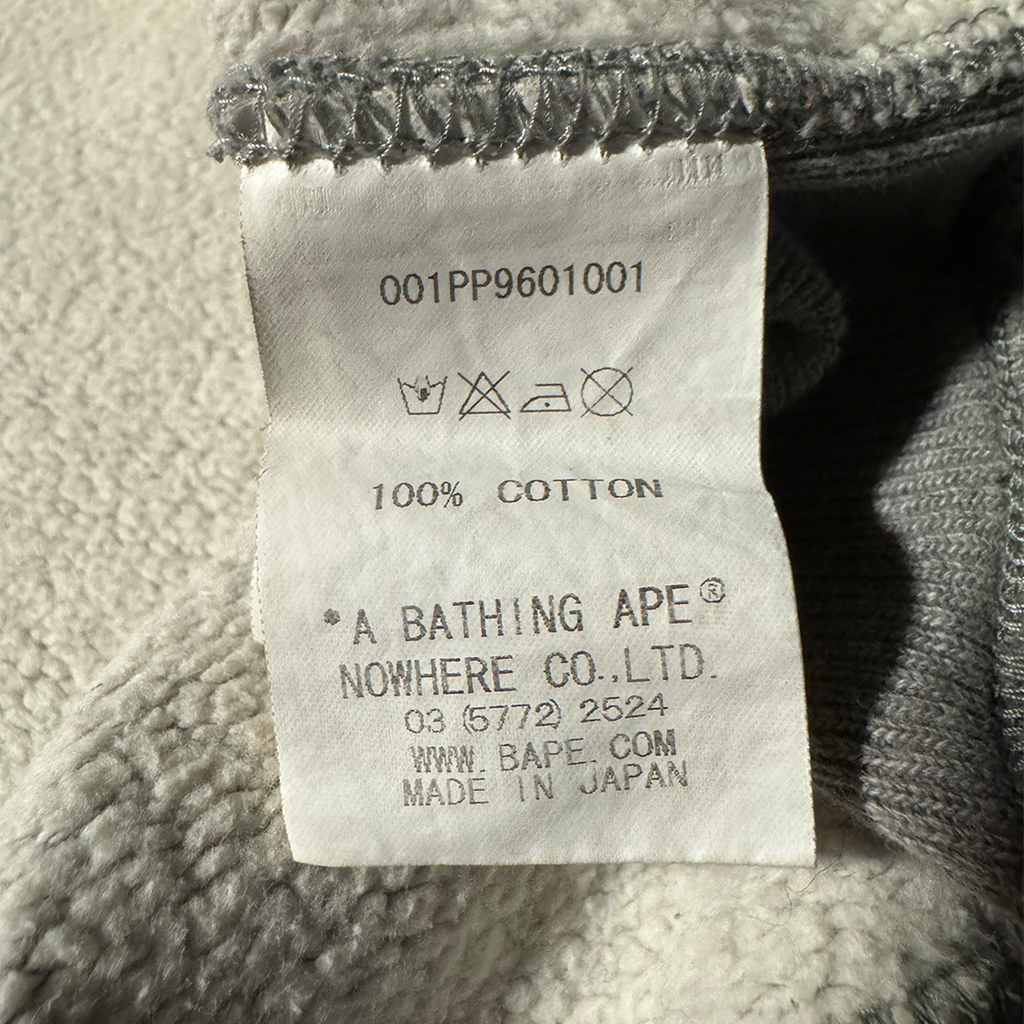 001PP9601001
100% COTTON
*A BATHING APE®
NOWHERE CO.,LTD.
03 (5772) 2524
WWW.BAPE.COM
MADE IN JAPAN